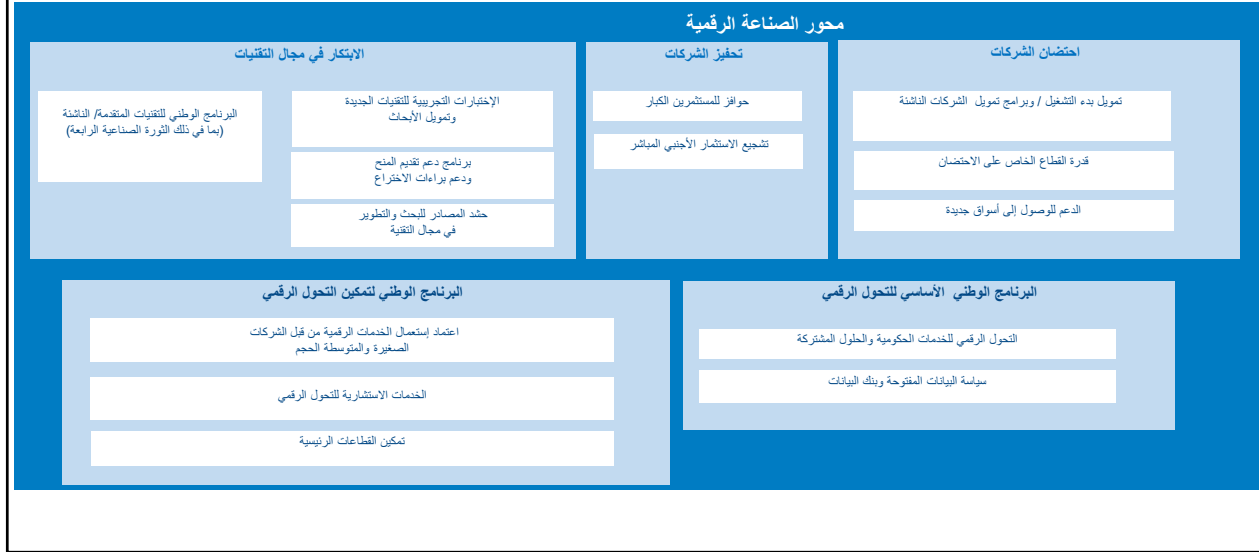 محور الصناعة الرقمية
احتضان الشركات
تمويل بدء التشغيل / وبرامج تمويل الشركات الناشئة
قدرة القطاع الخاص على الاحتضان
الدعم للوصول إلى أسواق جديدة
تحفيز الشركات
حوافز للمستثمرين الكبار
تشجيع الاستثمار الأجنبي المباشر
الابتكار في مجال التقنيات
الإختبارات التجريبية للتقنيات الجديدة
وتمويل الأبحاث
برنامج دعم تقديم المنح
ودعم براءات الاختراع
حشد المصادر للبحث والتطوير
في مجال التقنية
البرنامج الوطني للتقنيات المتقدمة/ الناشئة
(بما في ذلك الثورة الصناعية الرابعة)
البرنامج الوطني الأساسي للتحول الرقمي
التحول الرقمي للخدمات الحكومية والحلول المشتركة
سياسة البيانات المفتوحة وبنك البيانات
البرنامج الوطني لتمكين التحول الرقمي
اعتماد إستعمال الخدمات الرقمية من قبل الشركات
الصغيرة والمتوسطة الحجم
الخدمات الاستشارية للتحول الرقمي
تمكين القطاعات الرئيسية